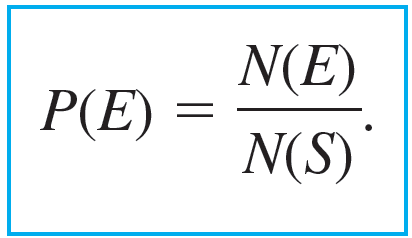 P(E) = N(E)/N(S).